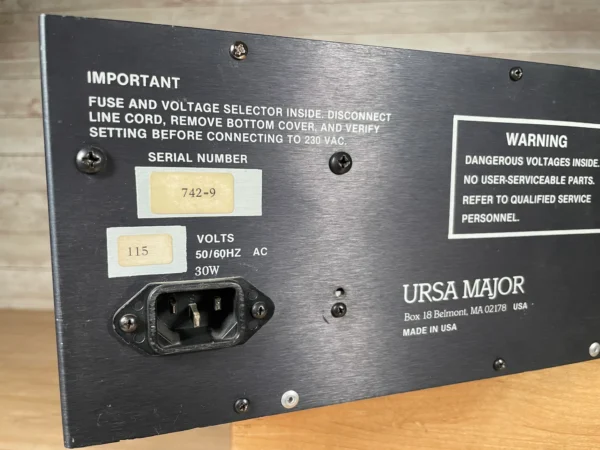 IMPORTANT
FUSE AND VOLTAGE SELECTOR INSIDE. DISCONNECT
LINE CORD, REMOVE BOTTOM COVER, AND VERIFY
SETTING BEFORE CONNECTING TO 230 VAC.
SERIAL NUMBER
742-9
115
VOLTS
50/60HZ AC
30W
WARNING
DANGEROUS VOLTAGES INSIDE.
NO USER-SERVICEABLE PARTS.
REFER TO QUALIFIED SERVICE
PERSONNEL.
URSA MAJOR
Box 18 Belmont, MA 02178 USA
MADE IN USA